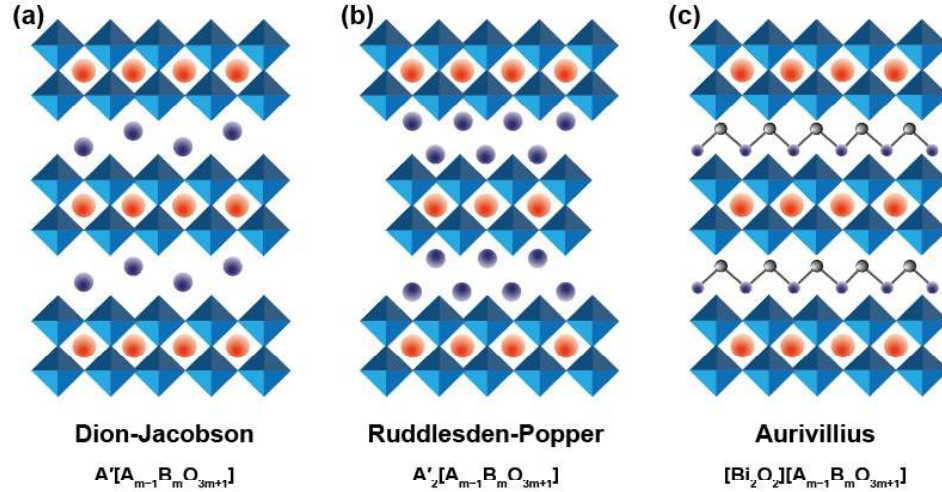 (a) (b) (c)
Dion-Jacobson Ruddlesden-Popper Aurivillius
A′[Aₘ₋₁BₘO₃ₘ₊₁] A′₂[Aₘ₋₁BₘO₃ₘ₊₁] [Bi₂O₂][Aₘ₋₁BₘO₃ₘ₊₁]